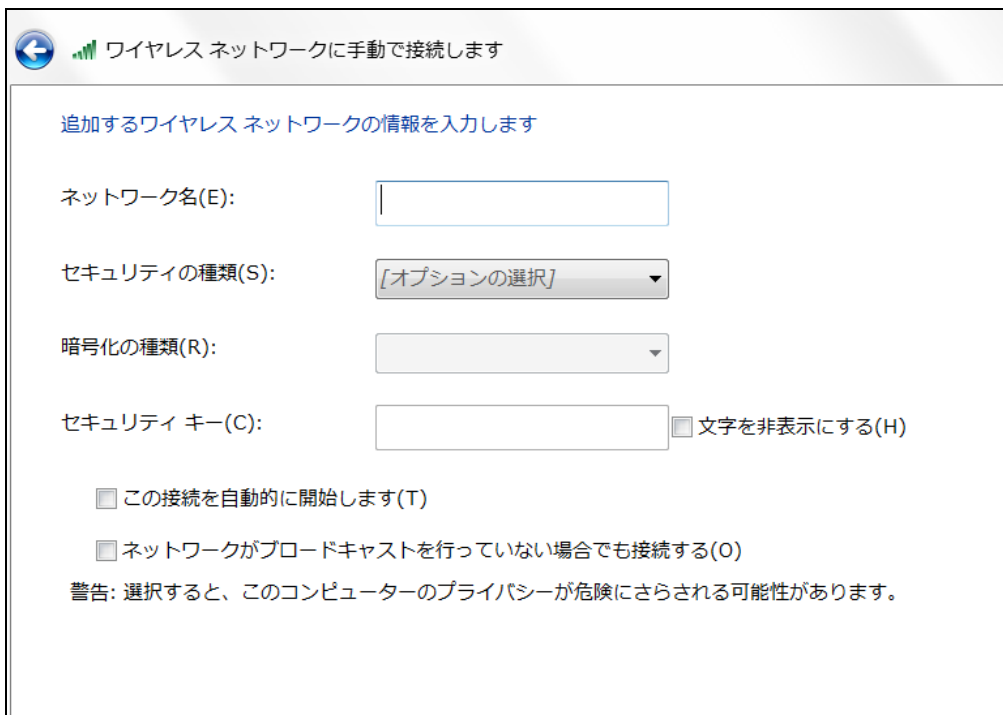 ワイヤレス ネットワークに手動で接続します
追加するワイヤレス ネットワークの情報を入力します
ネットワーク名(E):
セキュリティの種類(S):
[オプションの選択]
暗号化の種類(R):
セキュリティ キー(C):
文字を非表示にする(H)
この接続を自動的に開始します(T)
ネットワークがブロードキャストを行っていない場合でも接続する(O)
警告: 選択すると、このコンピューターのプライバシーが危険にさらされる可能性があります。